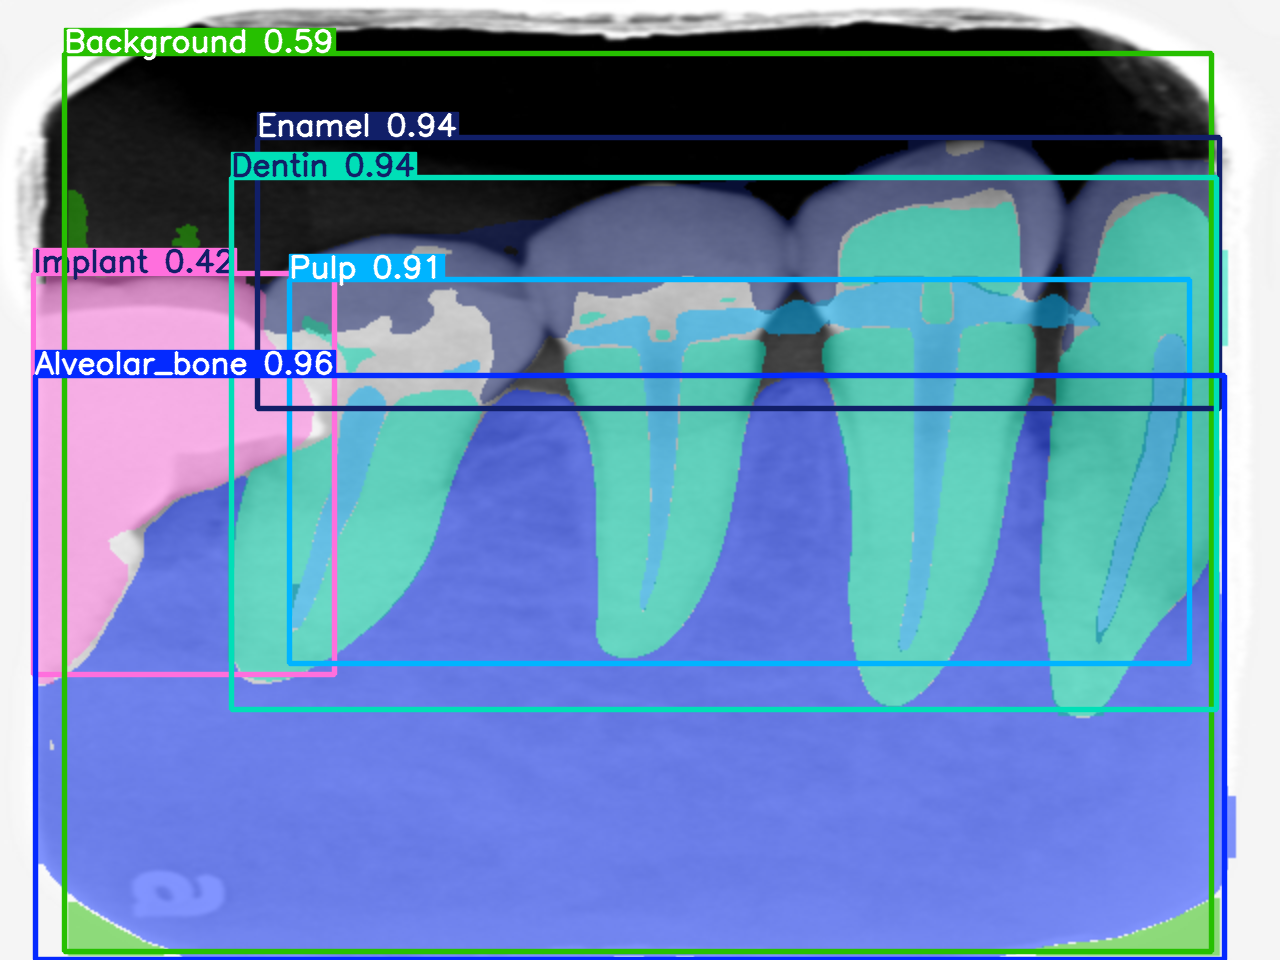 Background 0.59
Enamel 0.94
Dentin 0.94
Implant 0.42
Pulp 0.91
Alveolar_bone 0.96
a